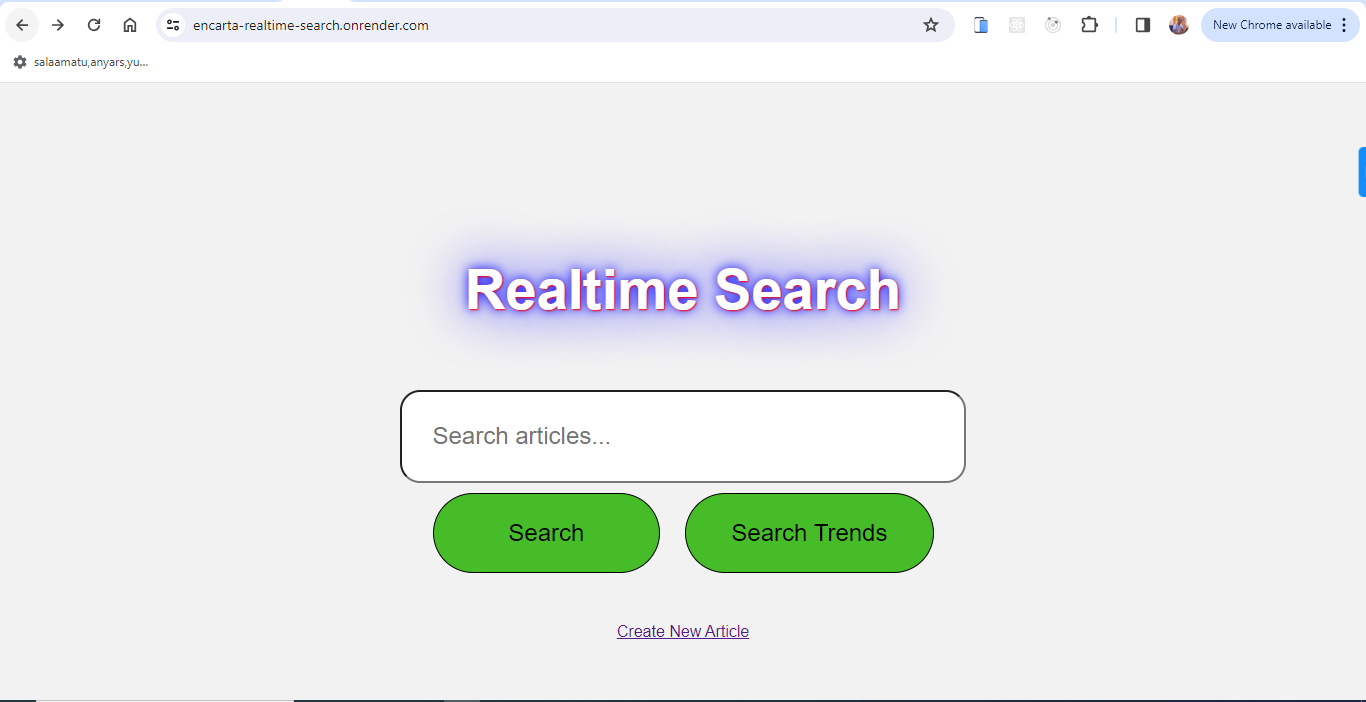 encarta-realtime-search.onrender.com
New Chrome available
salaamatu,anyars,yu...
Realtime Search
Search articles...
Search Search Trends
Create New Article